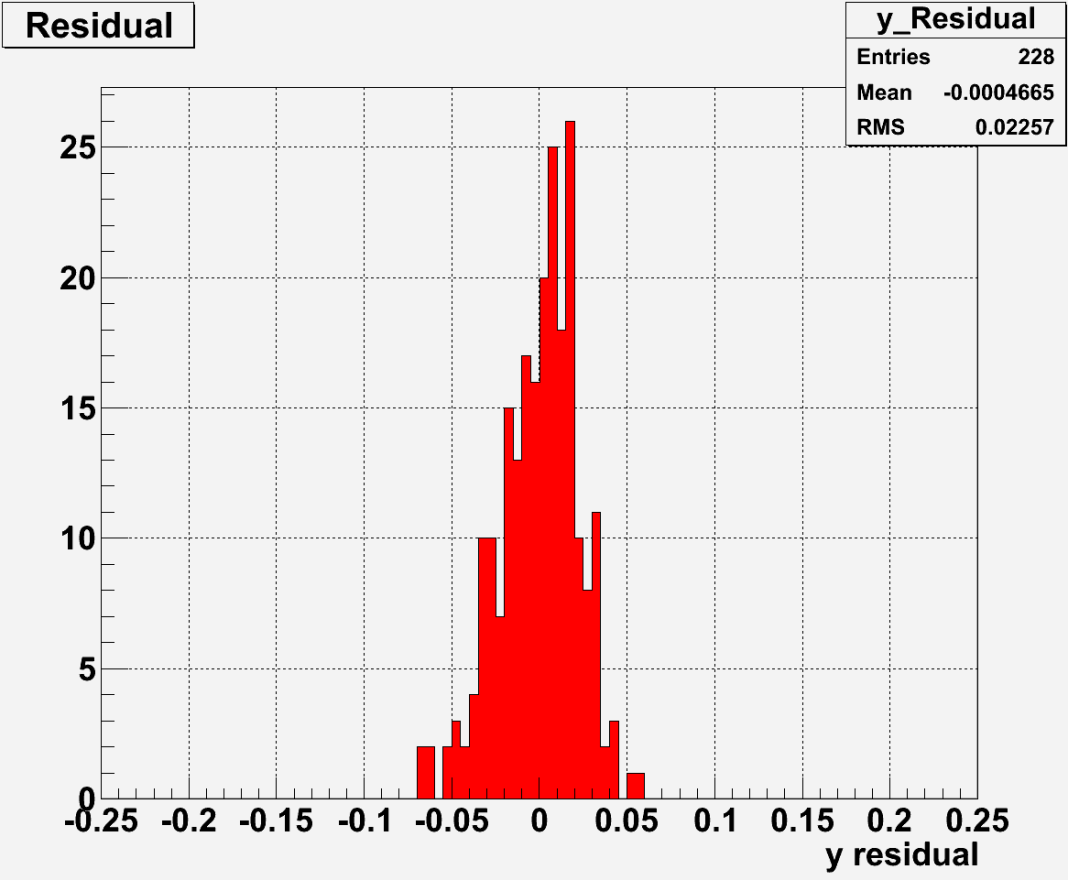 Residual
y_Residual
Entries 228
Mean -0.0004665
RMS 0.02257
25
20
15
10
5
0
-0.25 -0.2 -0.15 -0.1 -0.05 0 0.05 0.1 0.15 0.2 0.25
y residual